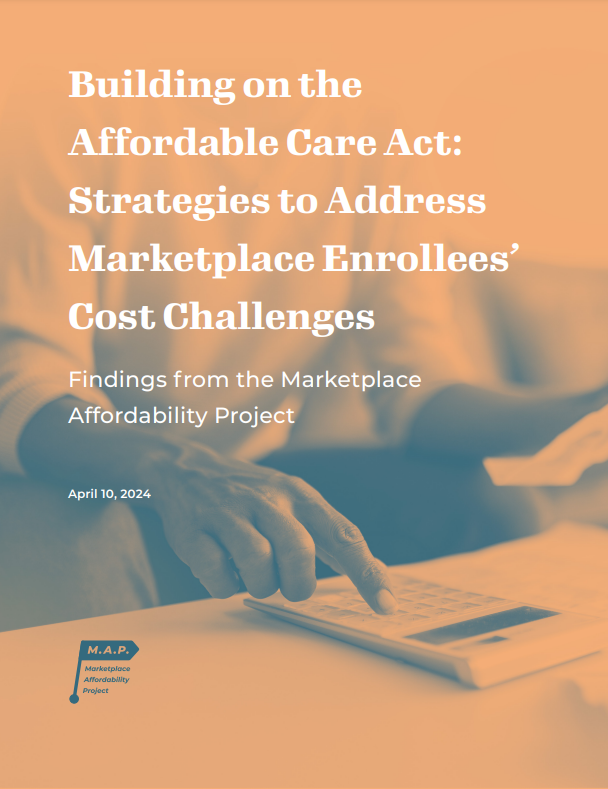 Building on the
Affordable Care Act:
Strategies to Address
Marketplace Enrollees’
Cost Challenges
Findings from the Marketplace
Affordability Project
April 10, 2024
M.A.P.
Marketplace
Affordability
Project